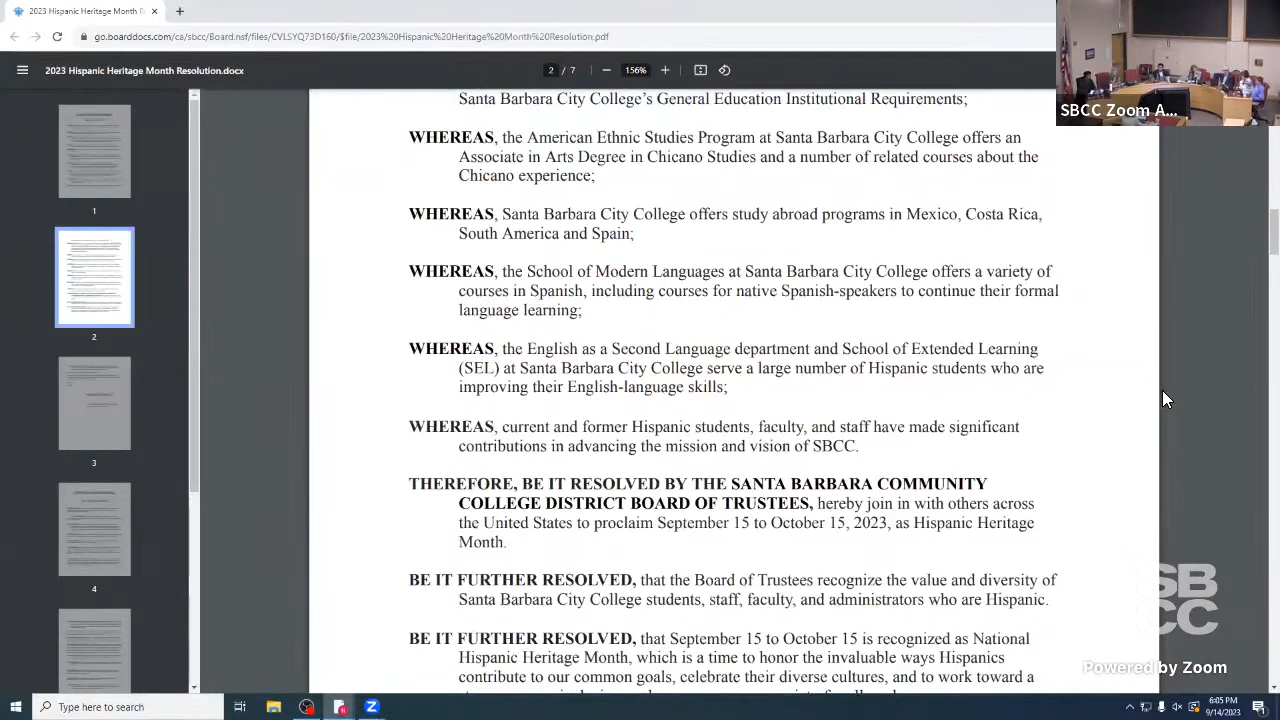 2023 Hispanic Heritage Month R
go.boarddocs.com/ca/sbcc/Board.nsf/files/CVLSYQ73D160/$file/2023%20Hispanic%20Heritage%20Month%20Resolution.pdf
2023 Hispanic Heritage Month Resolution.docx
2 / 7
156%
SBCC Zoom A...
Santa Barbara City College's General Education Institutional Requirements;
WHEREAS, the American Ethnic Studies Program at Santa Barbara City College offers an
Associate in Arts Degree in Chicano Studies and a number of related courses about the
Chicano experience;
WHEREAS, Santa Barbara City College offers study abroad programs in Mexico, Costa Rica,
South America and Spain;
WHEREAS, the School of Modern Languages at Santa Barbara City College offers a variety of
courses in Spanish, including courses for native Spanish-speakers to continue their formal
language learning;
WHEREAS, the English as a Second Language department and School of Extended Learning
(SEL) at Santa Barbara City College serve a large number of Hispanic students who are
improving their English-language skills;
WHEREAS, current and former Hispanic students, faculty, and staff have made significant
contributions in advancing the mission and vision of SBCC.
THEREFORE, BE IT RESOLVED BY THE SANTA BARBARA COMMUNITY
COLLEGE DISTRICT BOARD OF TRUSTEES, hereby join in with others across
the United States to proclaim September 15 to October 15, 2023, as Hispanic Heritage
Month.
BE IT FURTHER RESOLVED, that the Board of Trustees recognize the value and diversity of
Santa Barbara City College students, staff, faculty, and administrators who are Hispanic.
BE IT FURTHER RESOLVED, that September 15 to October 15 is recognized as National
Hispanic Heritage Month, which is a time to honor the invaluable ways Hispanics
contribute to our common goals, celebrate their diverse cultures, and to work toward a
1
2
3
4
SB
CC
Powered by Zoom
Type here to search
6:05 PM
9/14/2023